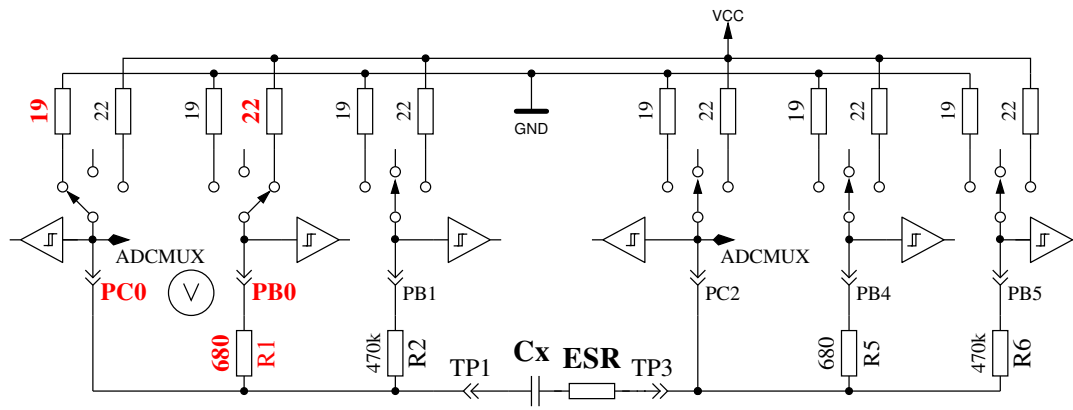 VCC
19
22
19
22
19
22
GND
19
22
19
22
19
22
ADCMUX
ADCMUX
PC0
V
PB0
PB1
PC2
PB4
PB5
680
R1
470k
R2
TP1
Cx
ESR
TP3
680
R5
470k
R6